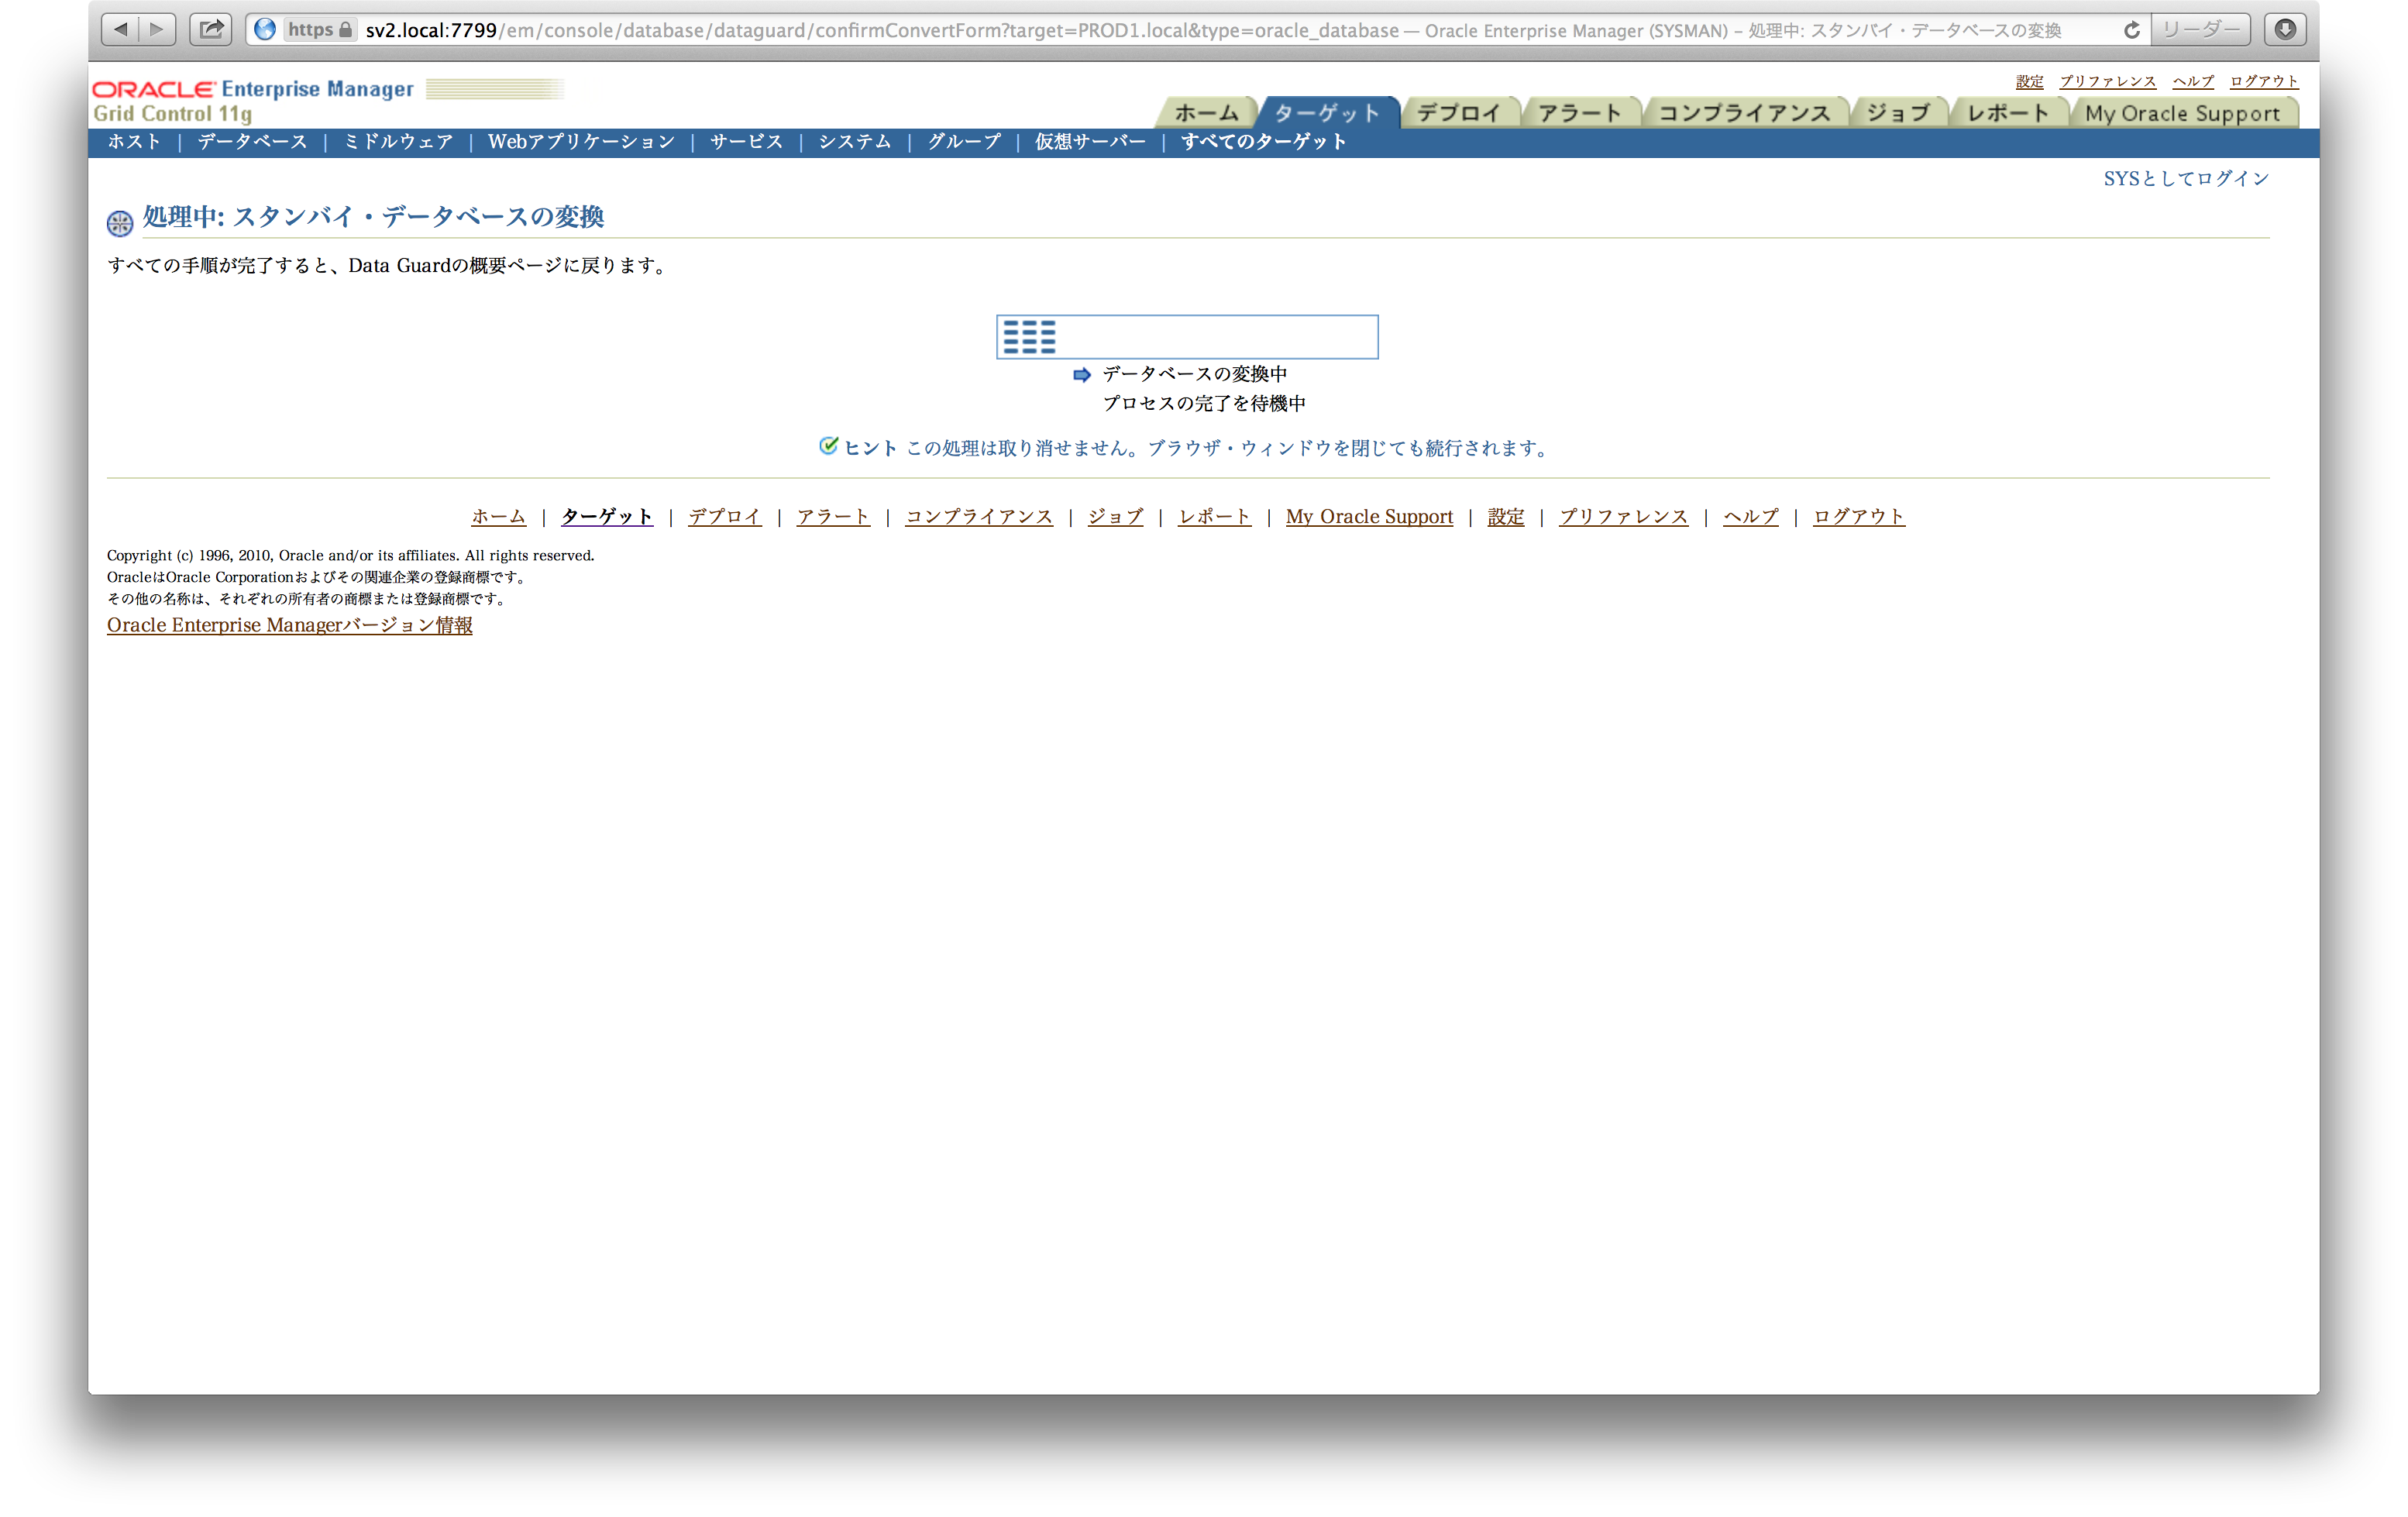 https sv2.local:7799/em/console/database/dataguard/confirmConvertForm?target=PROD1.local&type=oracle_database — Oracle Enterprise Manager (SYSMAN) – 処理中: スタンバイ・データベースの変換 リーダー
ORACLE Enterprise Manager
Grid Control 11g
設定 プリファレンス ヘルプ ログアウト
ホーム ターゲット デプロイ アラート コンプライアンス ジョブ レポート My Oracle Support
ホスト | データベース | ミドルウェア | Webアプリケーション | サービス | システム | グループ | 仮想サーバー | すべてのターゲット
SYSとしてログイン
処理中: スタンバイ・データベースの変換
すべての手順が完了すると、Data Guardの概要ページに戻ります。
データベースの変換中
プロセスの完了を待機中
ヒント この処理は取り消せません。ブラウザ・ウィンドウを閉じても続行されます。
ホーム | ターゲット | デプロイ | アラート | コンプライアンス | ジョブ | レポート | My Oracle Support | 設定 | プリファレンス | ヘルプ | ログアウト
Copyright (c) 1996, 2010, Oracle and/or its affiliates. All rights reserved.
OracleはOracle Corporationおよびその関連企業の登録商標です。
その他の名称は、それぞれの所有者の商標または登録商標です。
Oracle Enterprise Managerバージョン情報